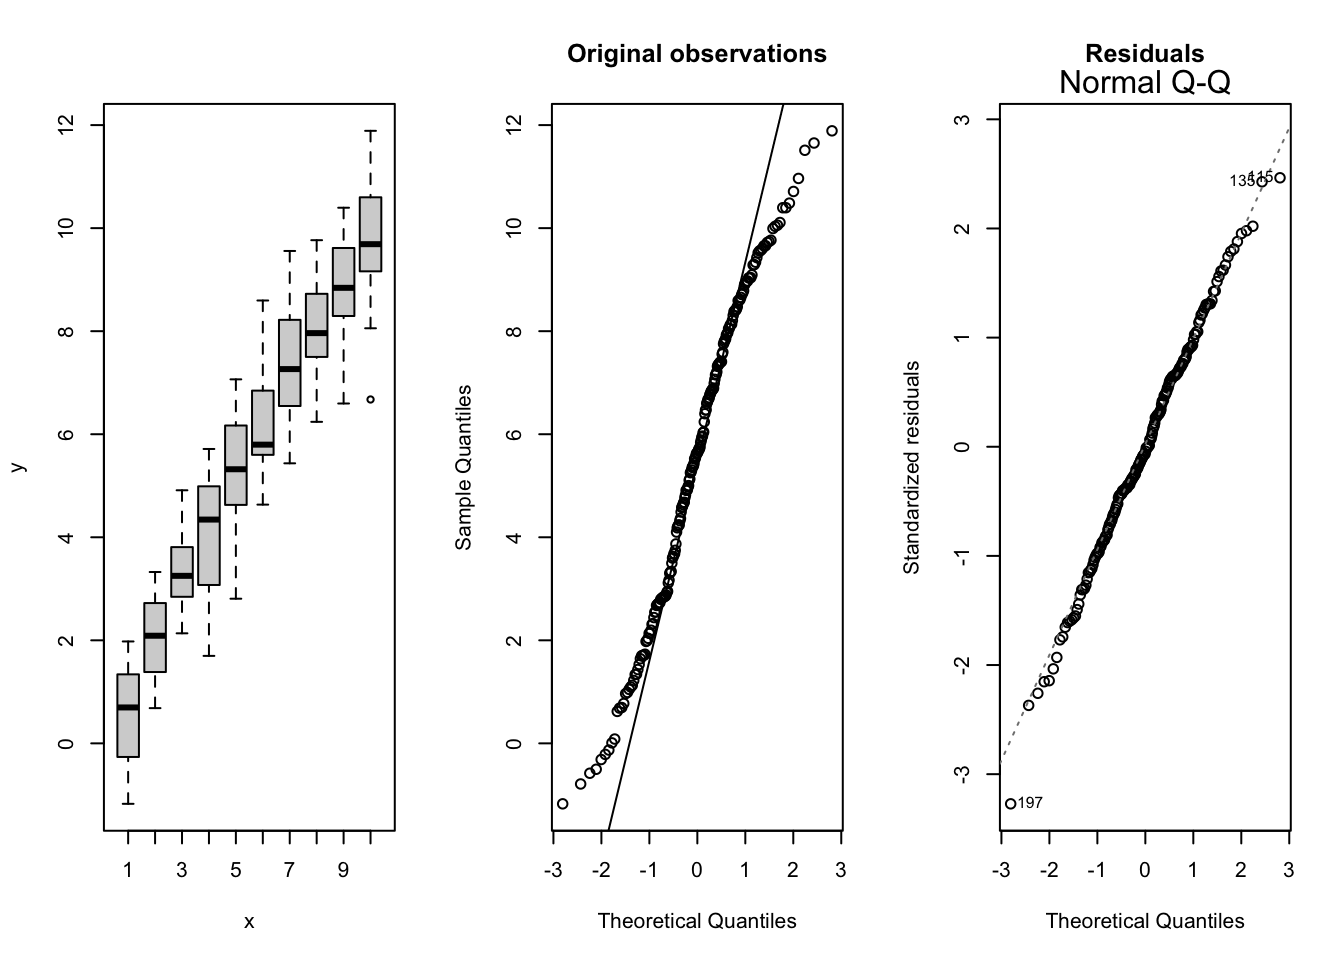 y
12
10
8
6
4
2
0
1 3 5 7 9
x
Original observations
Sample Quantiles
12
10
8
6
4
2
0
-3 -2 -1 0 1 2 3
Theoretical Quantiles
Residuals
Normal Q-Q
Standardized residuals
3
2
1
0
-1
-2
-3
135 115
197
-3 -2 -1 0 1 2 3
Theoretical Quantiles